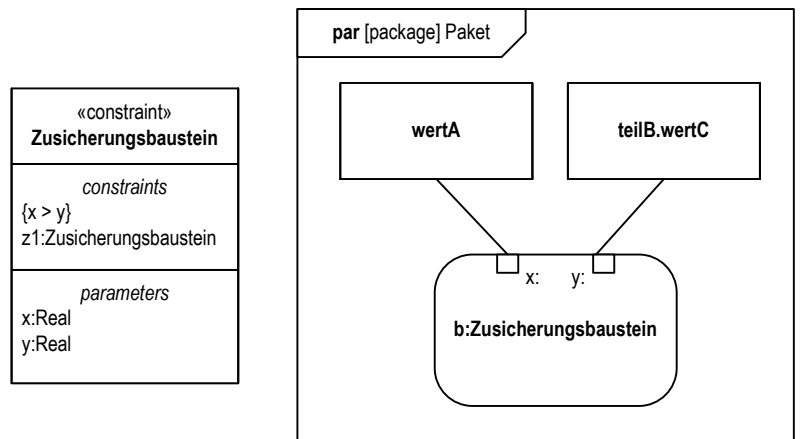 «constraint»
Zusicherungsbaustein
constraints
{x > y}
z1:Zusicherungsbaustein
parameters
x:Real
y:Real
par [package] Paket
wertA
teilB.wertC
x:
y:
b:Zusicherungsbaustein